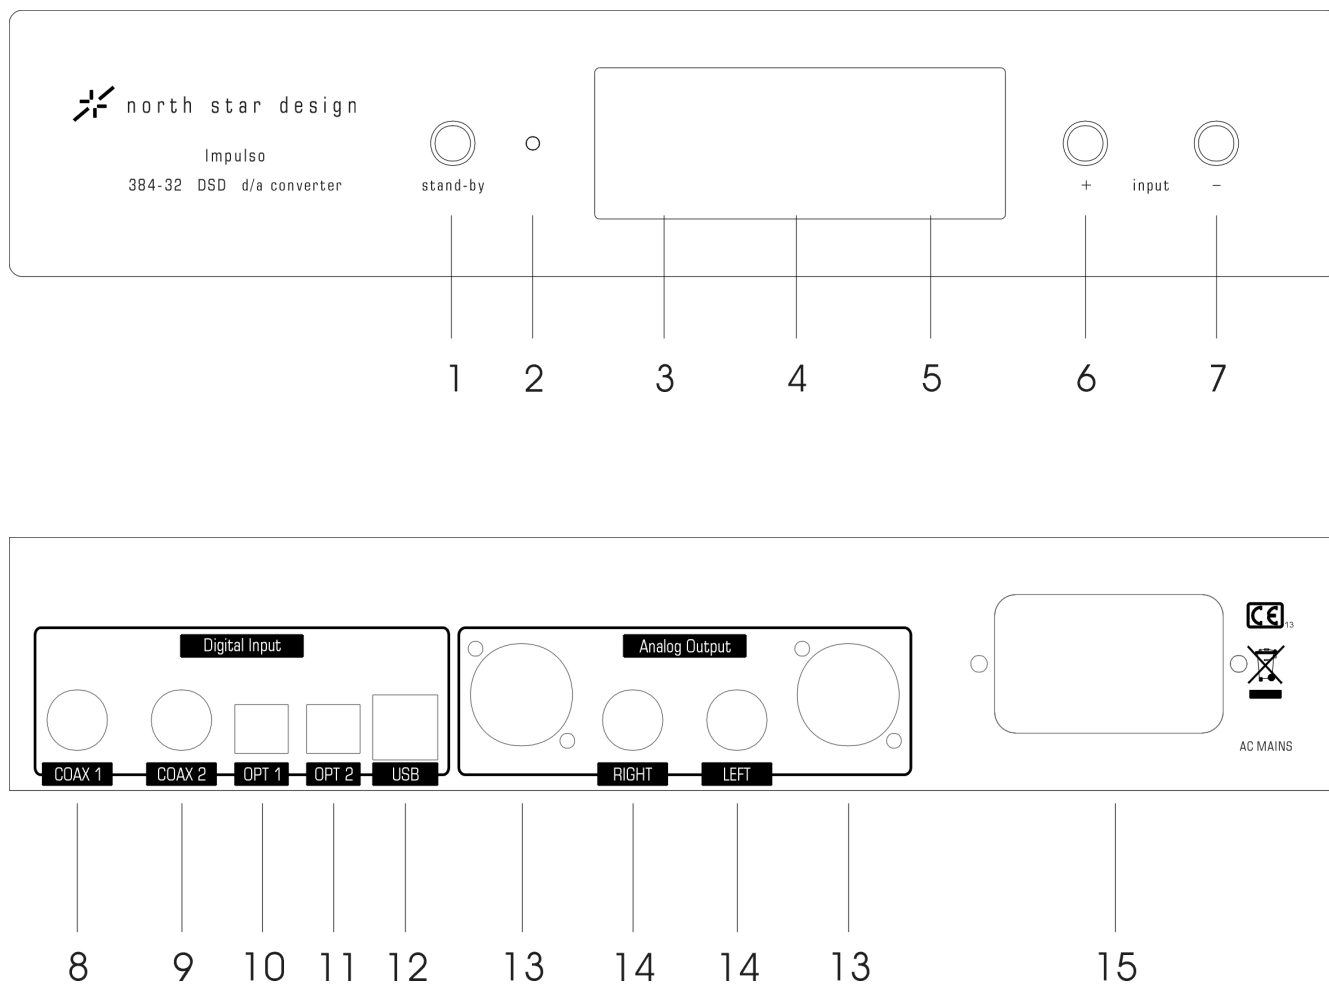 north star design
Impulso
384-32 DSD d/a converter
stand-by
+ input −
1 2 3 4 5 6 7
Digital Input
Analog Output
COAX 1 COAX 2 OPT 1 OPT 2 USB
RIGHT LEFT
CE 13
AC MAINS
8 9 10 11 12 13 14 14 13 15